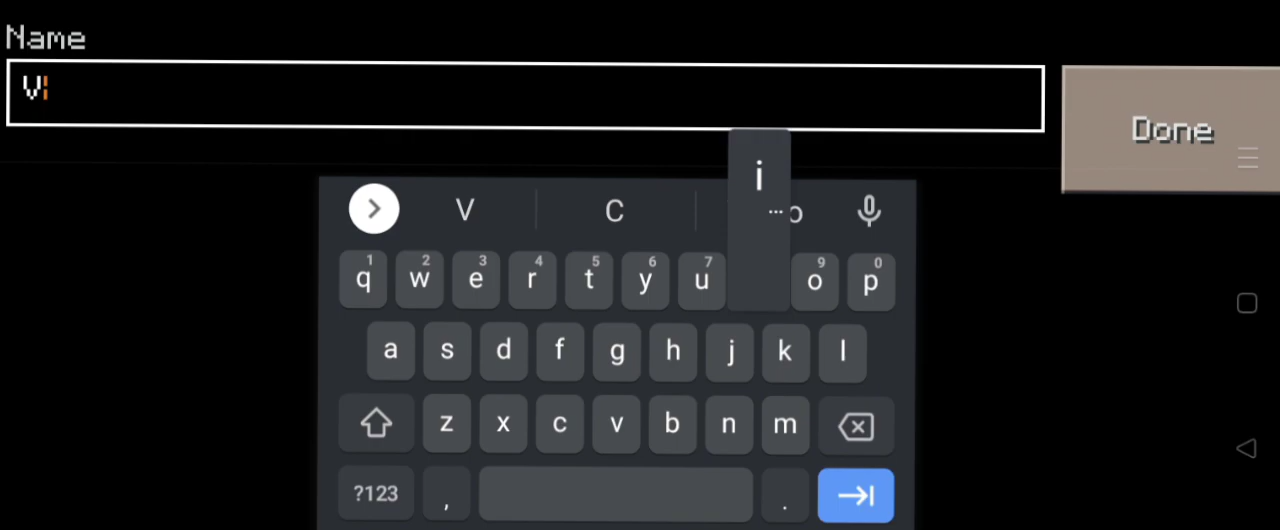 Name
V
Done
i
...
V C o
1 2 3 4 5 6 7 9 0
q w e r t y u o p
a s d f g h j k l
z x c v b n m
?123 , .